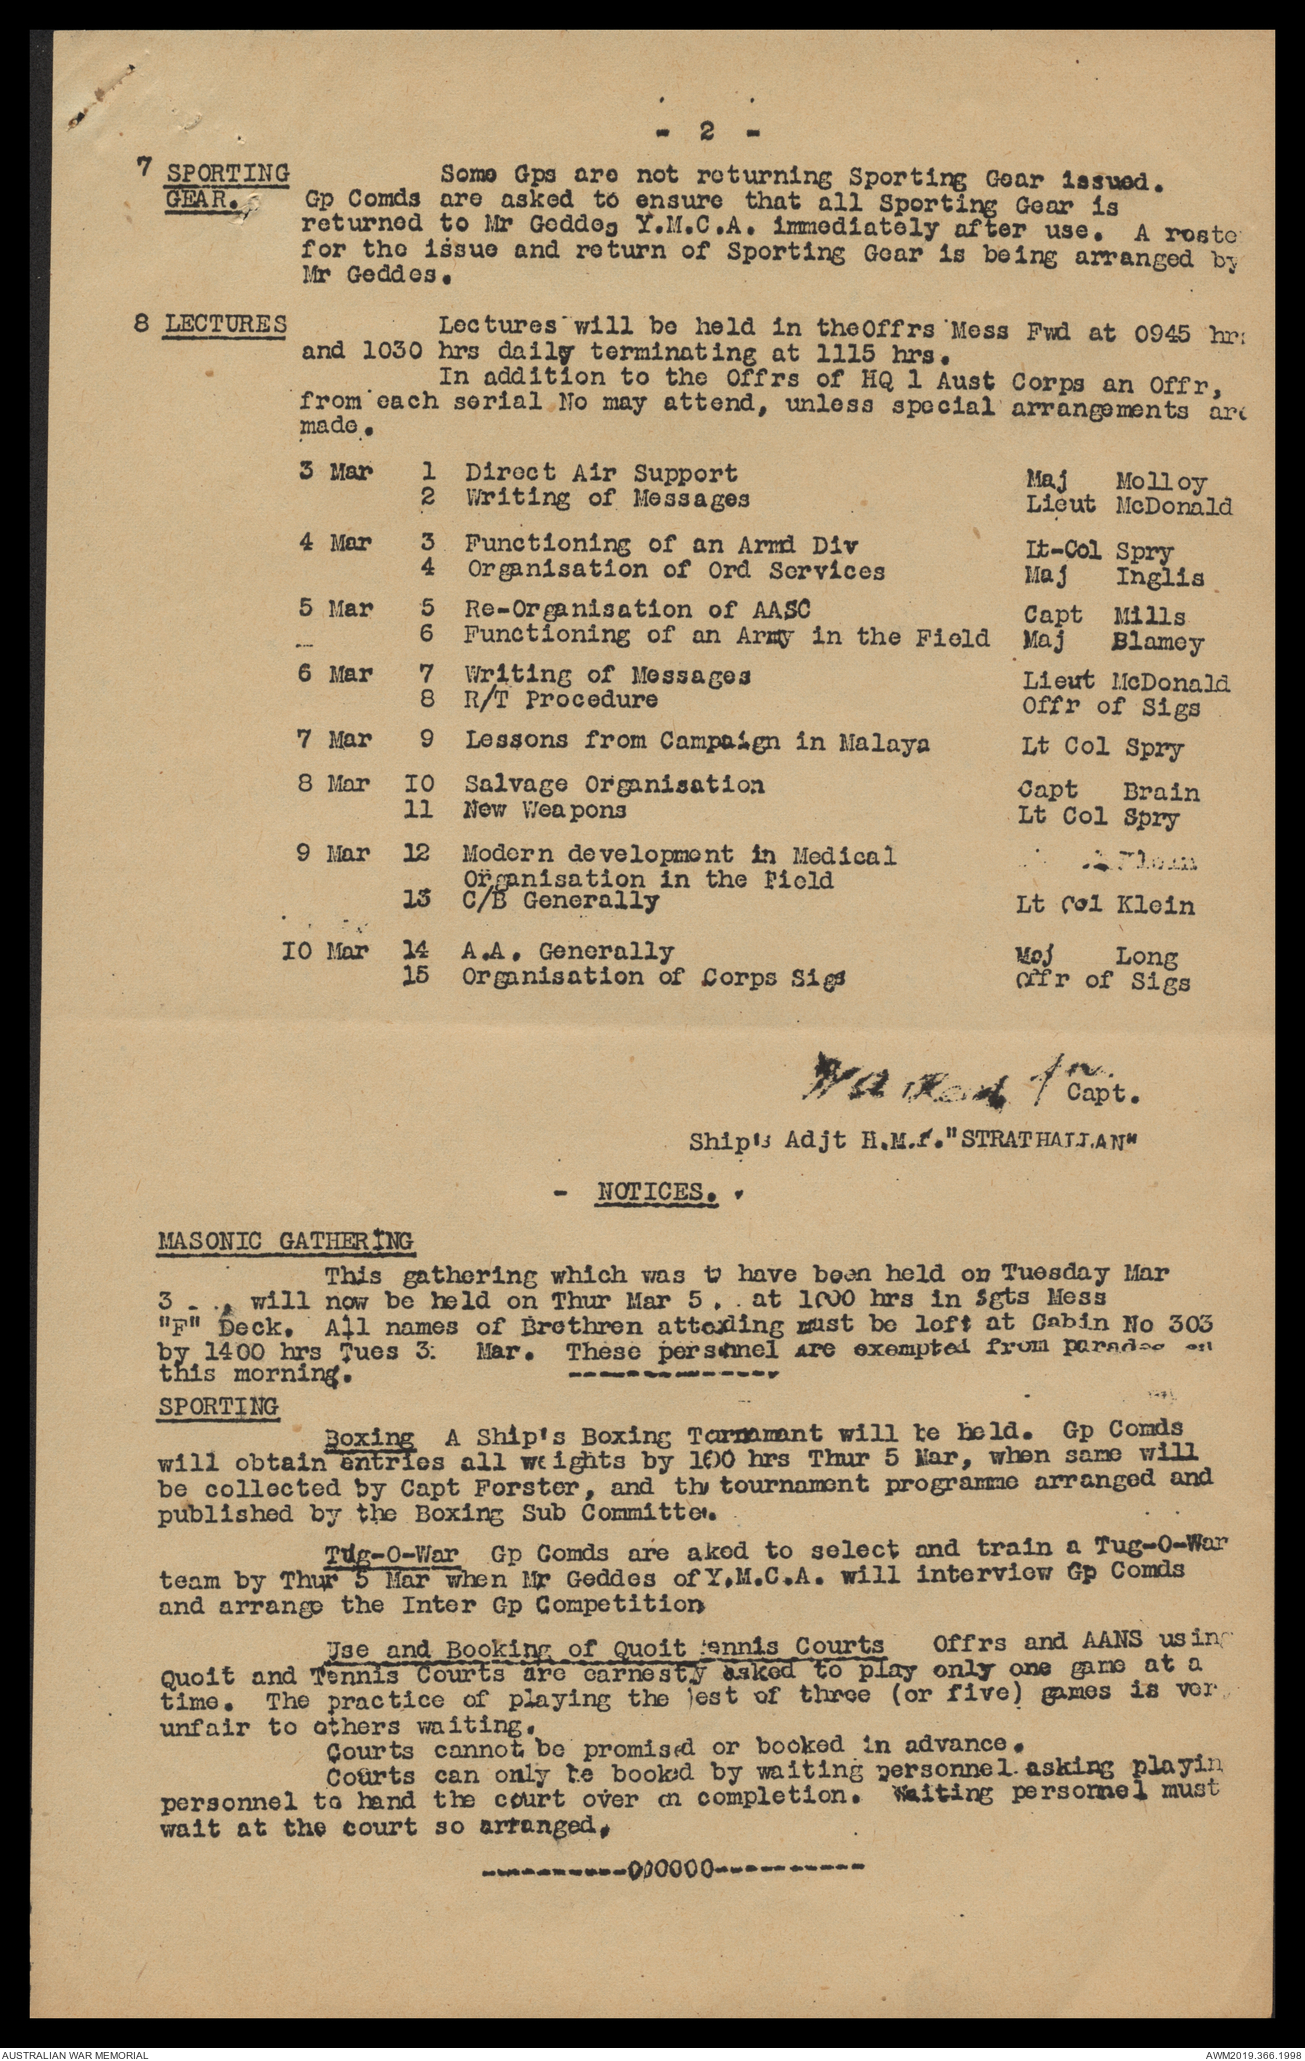 - 2 -
7 SPORTING Some Gps are not returning Sporting Gear issued.
GEAR. Gp Comds are asked to ensure that all Sporting Gear is
returned to Mr Geddes Y.M.C.A. immediately after use. A roste
for the issue and return of Sporting Gear is being arranged by
Mr Geddes.
8 LECTURES Lectures will be held in theOffrs Mess Fwd at 0945 hrs
and 1030 hrs daily terminating at 1115 hrs.
In addition to the Offrs of HQ 1 Aust Corps an Offr,
from each serial No may attend, unless special arrangements are
made.
3 Mar 1 Direct Air Support Maj Molloy
2 Writing of Messages Lieut McDonald
4 Mar 3 Functioning of an Armd Div Lt-Col Spry
4 Organisation of Ord Services Maj Inglis
5 Mar 5 Re-Organisation of AASC Capt Mills
6 Functioning of an Army in the Field Maj Blamey
6 Mar 7 Writing of Messages Lieut McDonald
8 R/T Procedure Offr of Sigs
7 Mar 9 Lessons from Campaign in Malaya Lt Col Spry
8 Mar 10 Salvage Organisation Capt Brain
11 New Weapons Lt Col Spry
9 Mar 12 Modern development in Medical Klein
Organisation in the Field
13 C/B Generally Lt Col Klein
10 Mar 14 A.A. Generally Maj Long
15 Organisation of Corps Sigs Offr of Sigs
Capt.
Ship's Adjt H.M.T. "STRATHALLAN"
- NOTICES.
MASONIC GATHERING
This gathering which was to have been held on Tuesday Mar
3 ., will now be held on Thur Mar 5 . at 1000 hrs in Sgts Mess
"F" Deck. All names of Brethren attending must be left at Cabin No 303
by 1400 hrs Tues 3 Mar. These personnel are exempted from parades on
this morning. --------------
SPORTING
Boxing A Ship's Boxing Tornamant will be held. Gp Comds
will obtain entries all weights by 1600 hrs Thur 5 Mar, when same will
be collected by Capt Forster, and the tournament programme arranged and
published by the Boxing Sub Committee.
Tug-O-War Gp Comds are aked to select and train a Tug-O-War
team by Thur 5 Mar when Mr Geddes of Y.M.C.A. will interview Gp Comds
and arrange the Inter Gp Competition
Use and Booking of Quoit Tennis Courts Offrs and AANS using
Quoit and Tennis Courts are earnesty asked to play only one game at a
time. The practice of playing the best of three (or five) games is very
unfair to others waiting.
Courts cannot be promised or booked in advance.
Courts can only be booked by waiting personnel asking playin
personnel to hand the court over on completion. Waiting personnel must
wait at the court so arranged.
-----------000000-----------
AUSTRALIAN WAR MEMORIAL AWM2019.366.1998